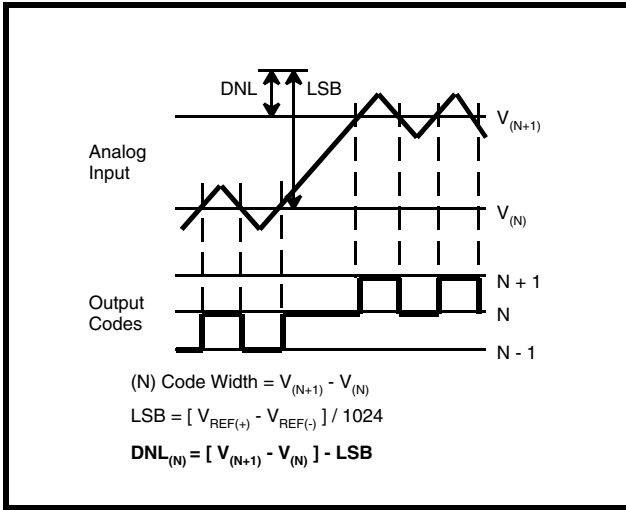 DNL LSB
V(N+1)
Analog
Input
V(N)
N + 1
Output
Codes
N
N - 1
(N) Code Width = V(N+1) - V(N)
LSB = [ VREF(+) - VREF(-) ] / 1024
DNL(N) = [ V(N+1) - V(N) ] - LSB